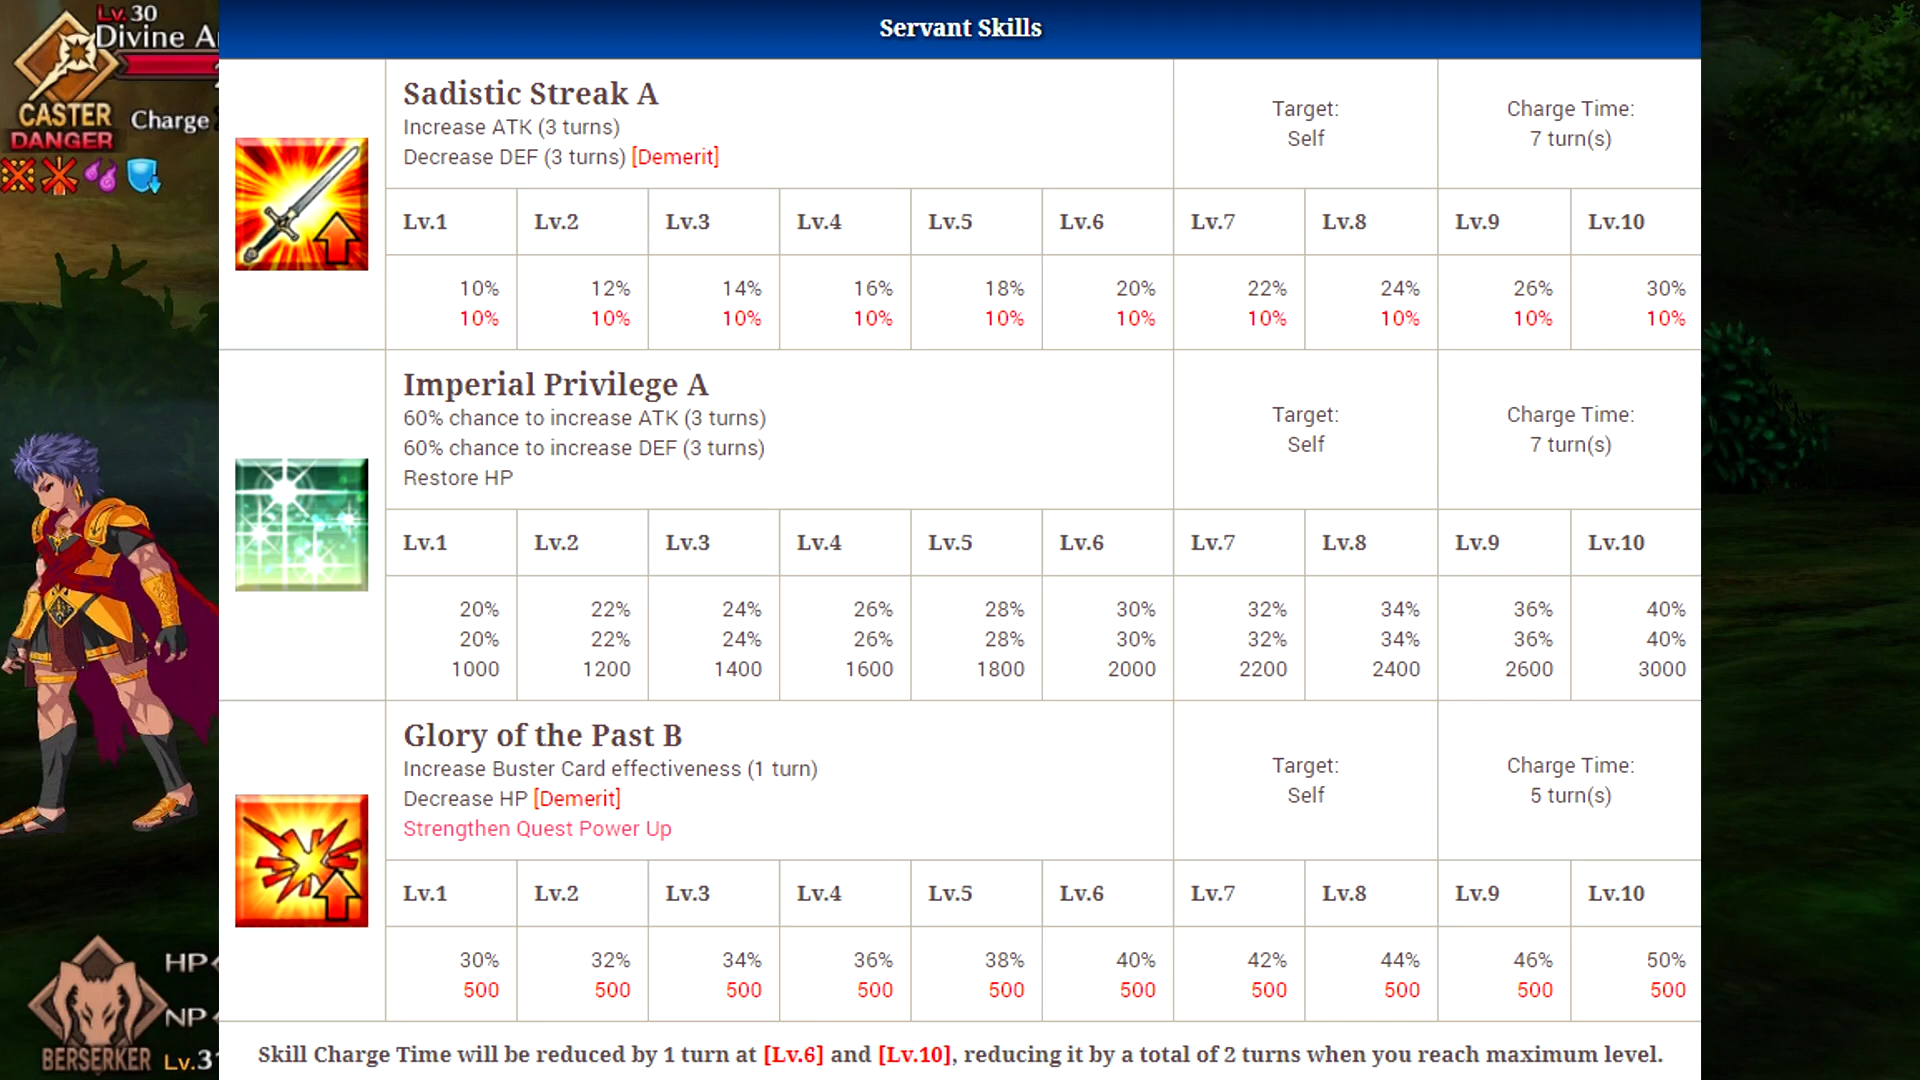 Lv.30
Divine A
CASTER
DANGER
Charge
HP
NP
BERSERKER
Lv.31
Servant Skills
Sadistic Streak A
Increase ATK (3 turns)
Decrease DEF (3 turns) [Demerit]
Target:
Self
Charge Time:
7 turn(s)
Lv.1 Lv.2 Lv.3 Lv.4 Lv.5 Lv.6 Lv.7 Lv.8 Lv.9 Lv.10
10% 12% 14% 16% 18% 20% 22% 24% 26% 30%
10% 10% 10% 10% 10% 10% 10% 10% 10% 10%
Imperial Privilege A
60% chance to increase ATK (3 turns)
60% chance to increase DEF (3 turns)
Restore HP
Target:
Self
Charge Time:
7 turn(s)
Lv.1 Lv.2 Lv.3 Lv.4 Lv.5 Lv.6 Lv.7 Lv.8 Lv.9 Lv.10
20% 22% 24% 26% 28% 30% 32% 34% 36% 40%
20% 22% 24% 26% 28% 30% 32% 34% 36% 40%
1000 1200 1400 1600 1800 2000 2200 2400 2600 3000
Glory of the Past B
Increase Buster Card effectiveness (1 turn)
Decrease HP [Demerit]
Strengthen Quest Power Up
Target:
Self
Charge Time:
5 turn(s)
Lv.1 Lv.2 Lv.3 Lv.4 Lv.5 Lv.6 Lv.7 Lv.8 Lv.9 Lv.10
30% 32% 34% 36% 38% 40% 42% 44% 46% 50%
500 500 500 500 500 500 500 500 500 500
Skill Charge Time will be reduced by 1 turn at [Lv.6] and [Lv.10], reducing it by a total of 2 turns when you reach maximum level.